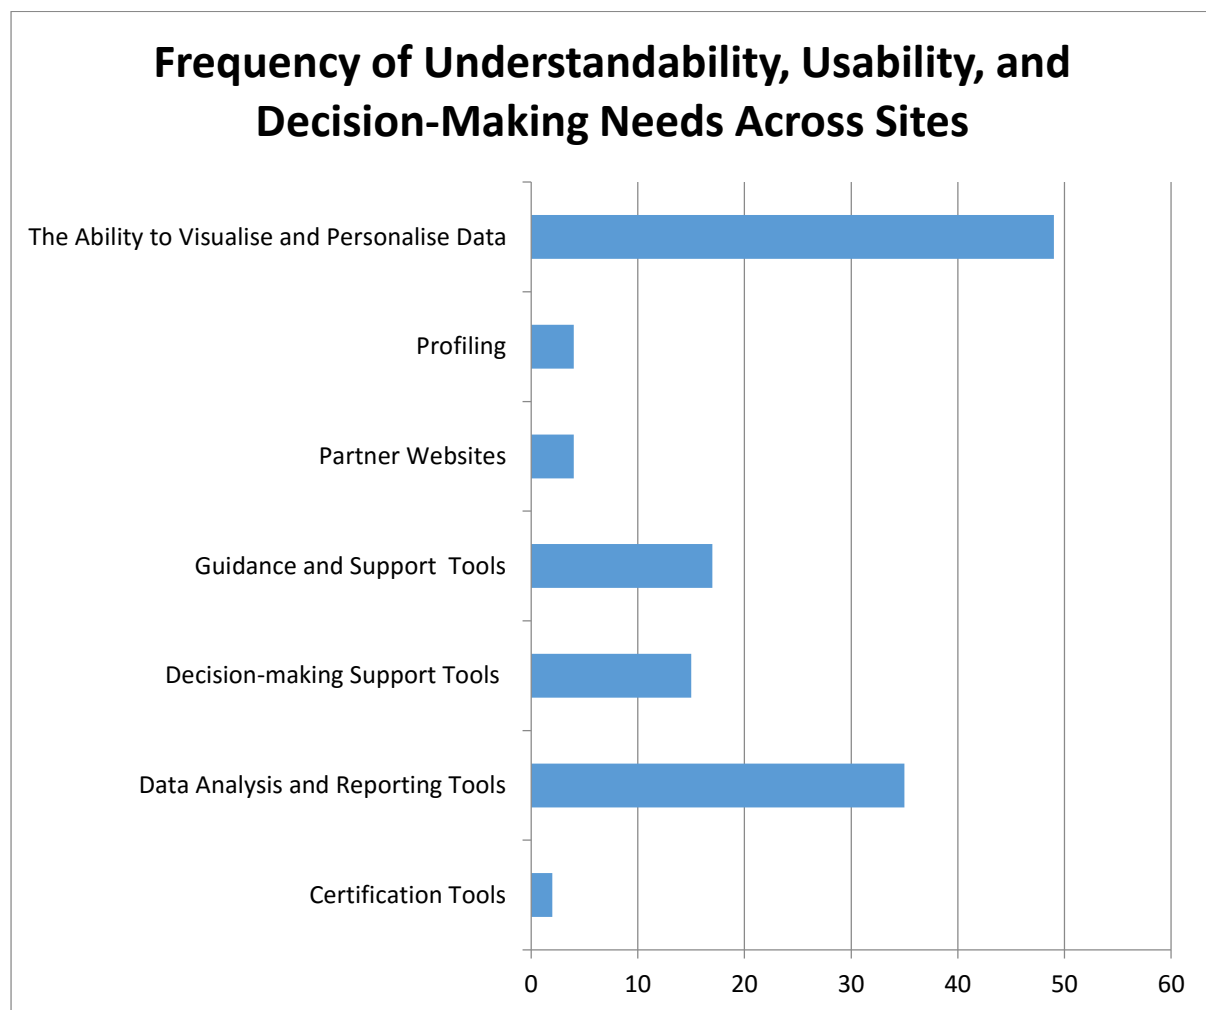 Frequency of Understandability, Usability, and
Decision-Making Needs Across Sites
The Ability to Visualise and Personalise Data
Profiling
Partner Websites
Guidance and Support  Tools
Decision-making Support Tools
Data Analysis and Reporting Tools
Certification Tools
0 10 20 30 40 50 60